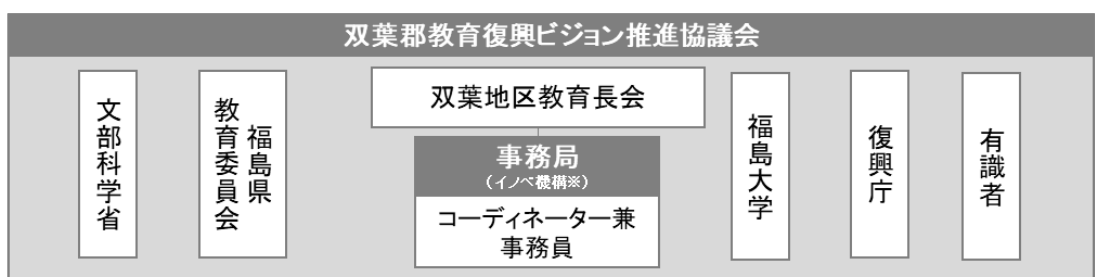 双葉郡教育復興ビジョン推進協議会
文部科学省
福島県
教育委員会
双葉地区教育長会
事務局
（イノベ機構※）
コーディネーター兼
事務員
福島大学
復興庁
有識者